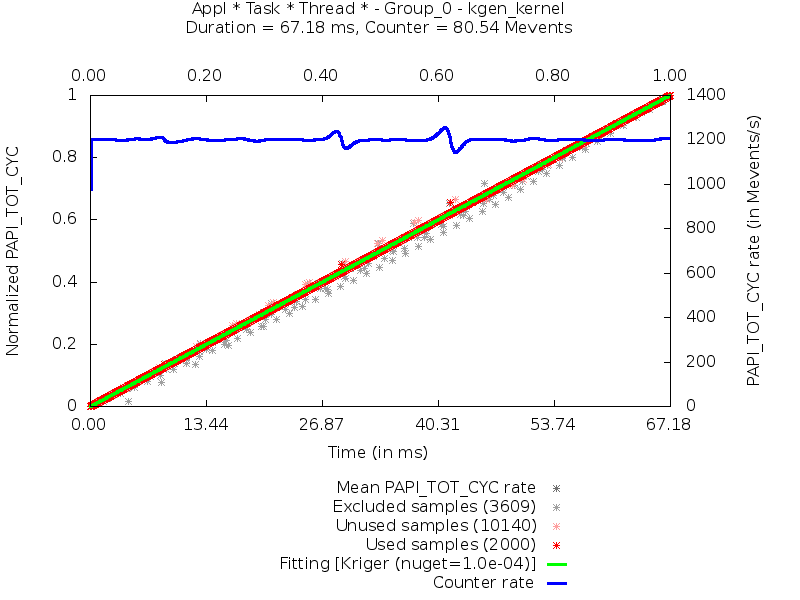 Appl * Task * Thread * - Group_0 - kgen_kernel
Duration = 67.18 ms, Counter = 80.54 Mevents
0.00 0.20 0.40 0.60 0.80 1.00
1 1400
1200
0.8
1000
0.6 800
600
0.4
400
0.2 200
0 0
Normalized PAPI_TOT_CYC
PAPI_TOT_CYC rate (in Mevents/s)
0.00 13.44 26.87 40.31 53.74 67.18
Time (in ms)
Mean PAPI_TOT_CYC rate
Excluded samples (3609)
Unused samples (10140)
Used samples (2000)
Fitting [Kriger (nuget=1.0e-04)]
Counter rate